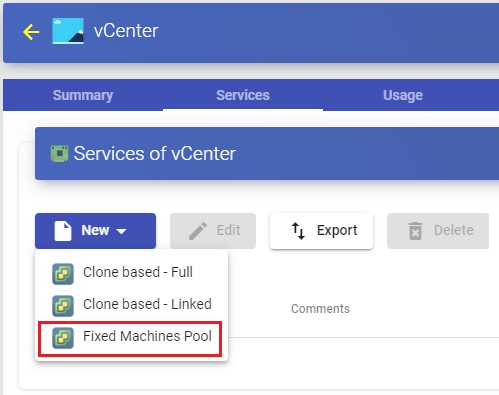 vCenter
Summary Services Usage
Services of vCenter
New Edit Export Delete
Clone based - Full
Clone based - Linked
Comments
Fixed Machines Pool